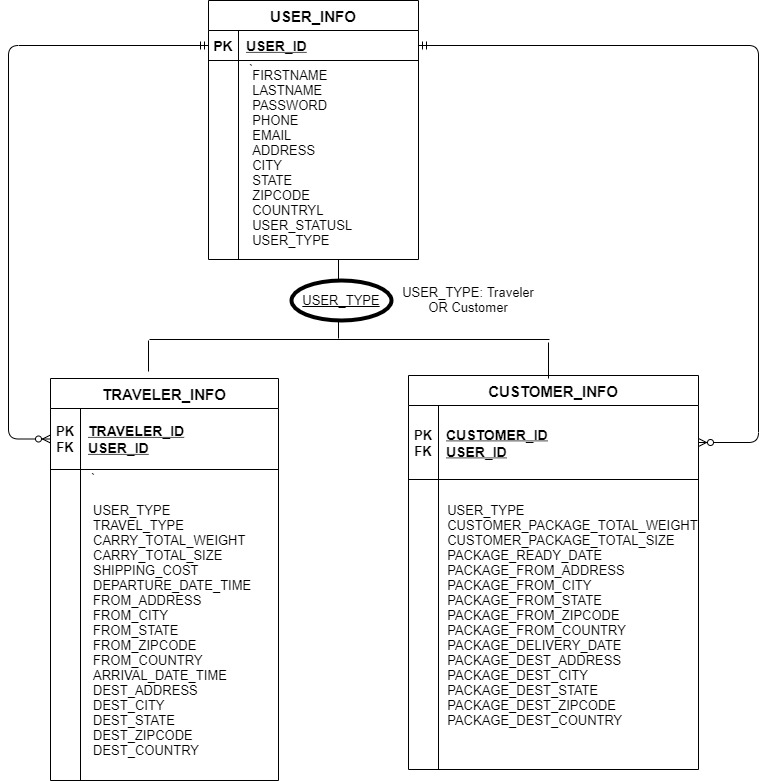 USER_INFO
PK USER_ID
`
FIRSTNAME
LASTNAME
PASSWORD
PHONE
EMAIL
ADDRESS
CITY
STATE
ZIPCODE
COUNTRYL
USER_STATUSL
USER_TYPE
USER_TYPE
USER_TYPE: Traveler
OR Customer
TRAVELER_INFO
PK TRAVELER_ID
FK USER_ID
`
USER_TYPE
TRAVEL_TYPE
CARRY_TOTAL_WEIGHT
CARRY_TOTAL_SIZE
SHIPPING_COST
DEPARTURE_DATE_TIME
FROM_ADDRESS
FROM_CITY
FROM_STATE
FROM_ZIPCODE
FROM_COUNTRY
ARRIVAL_DATE_TIME
DEST_ADDRESS
DEST_CITY
DEST_STATE
DEST_ZIPCODE
DEST_COUNTRY
CUSTOMER_INFO
PK CUSTOMER_ID
FK USER_ID
USER_TYPE
CUSTOMER_PACKAGE_TOTAL_WEIGHT
CUSTOMER_PACKAGE_TOTAL_SIZE
PACKAGE_READY_DATE
PACKAGE_FROM_ADDRESS
PACKAGE_FROM_CITY
PACKAGE_FROM_STATE
PACKAGE_FROM_ZIPCODE
PACKAGE_FROM_COUNTRY
PACKAGE_DELIVERY_DATE
PACKAGE_DEST_ADDRESS
PACKAGE_DEST_CITY
PACKAGE_DEST_STATE
PACKAGE_DEST_ZIPCODE
PACKAGE_DEST_COUNTRY